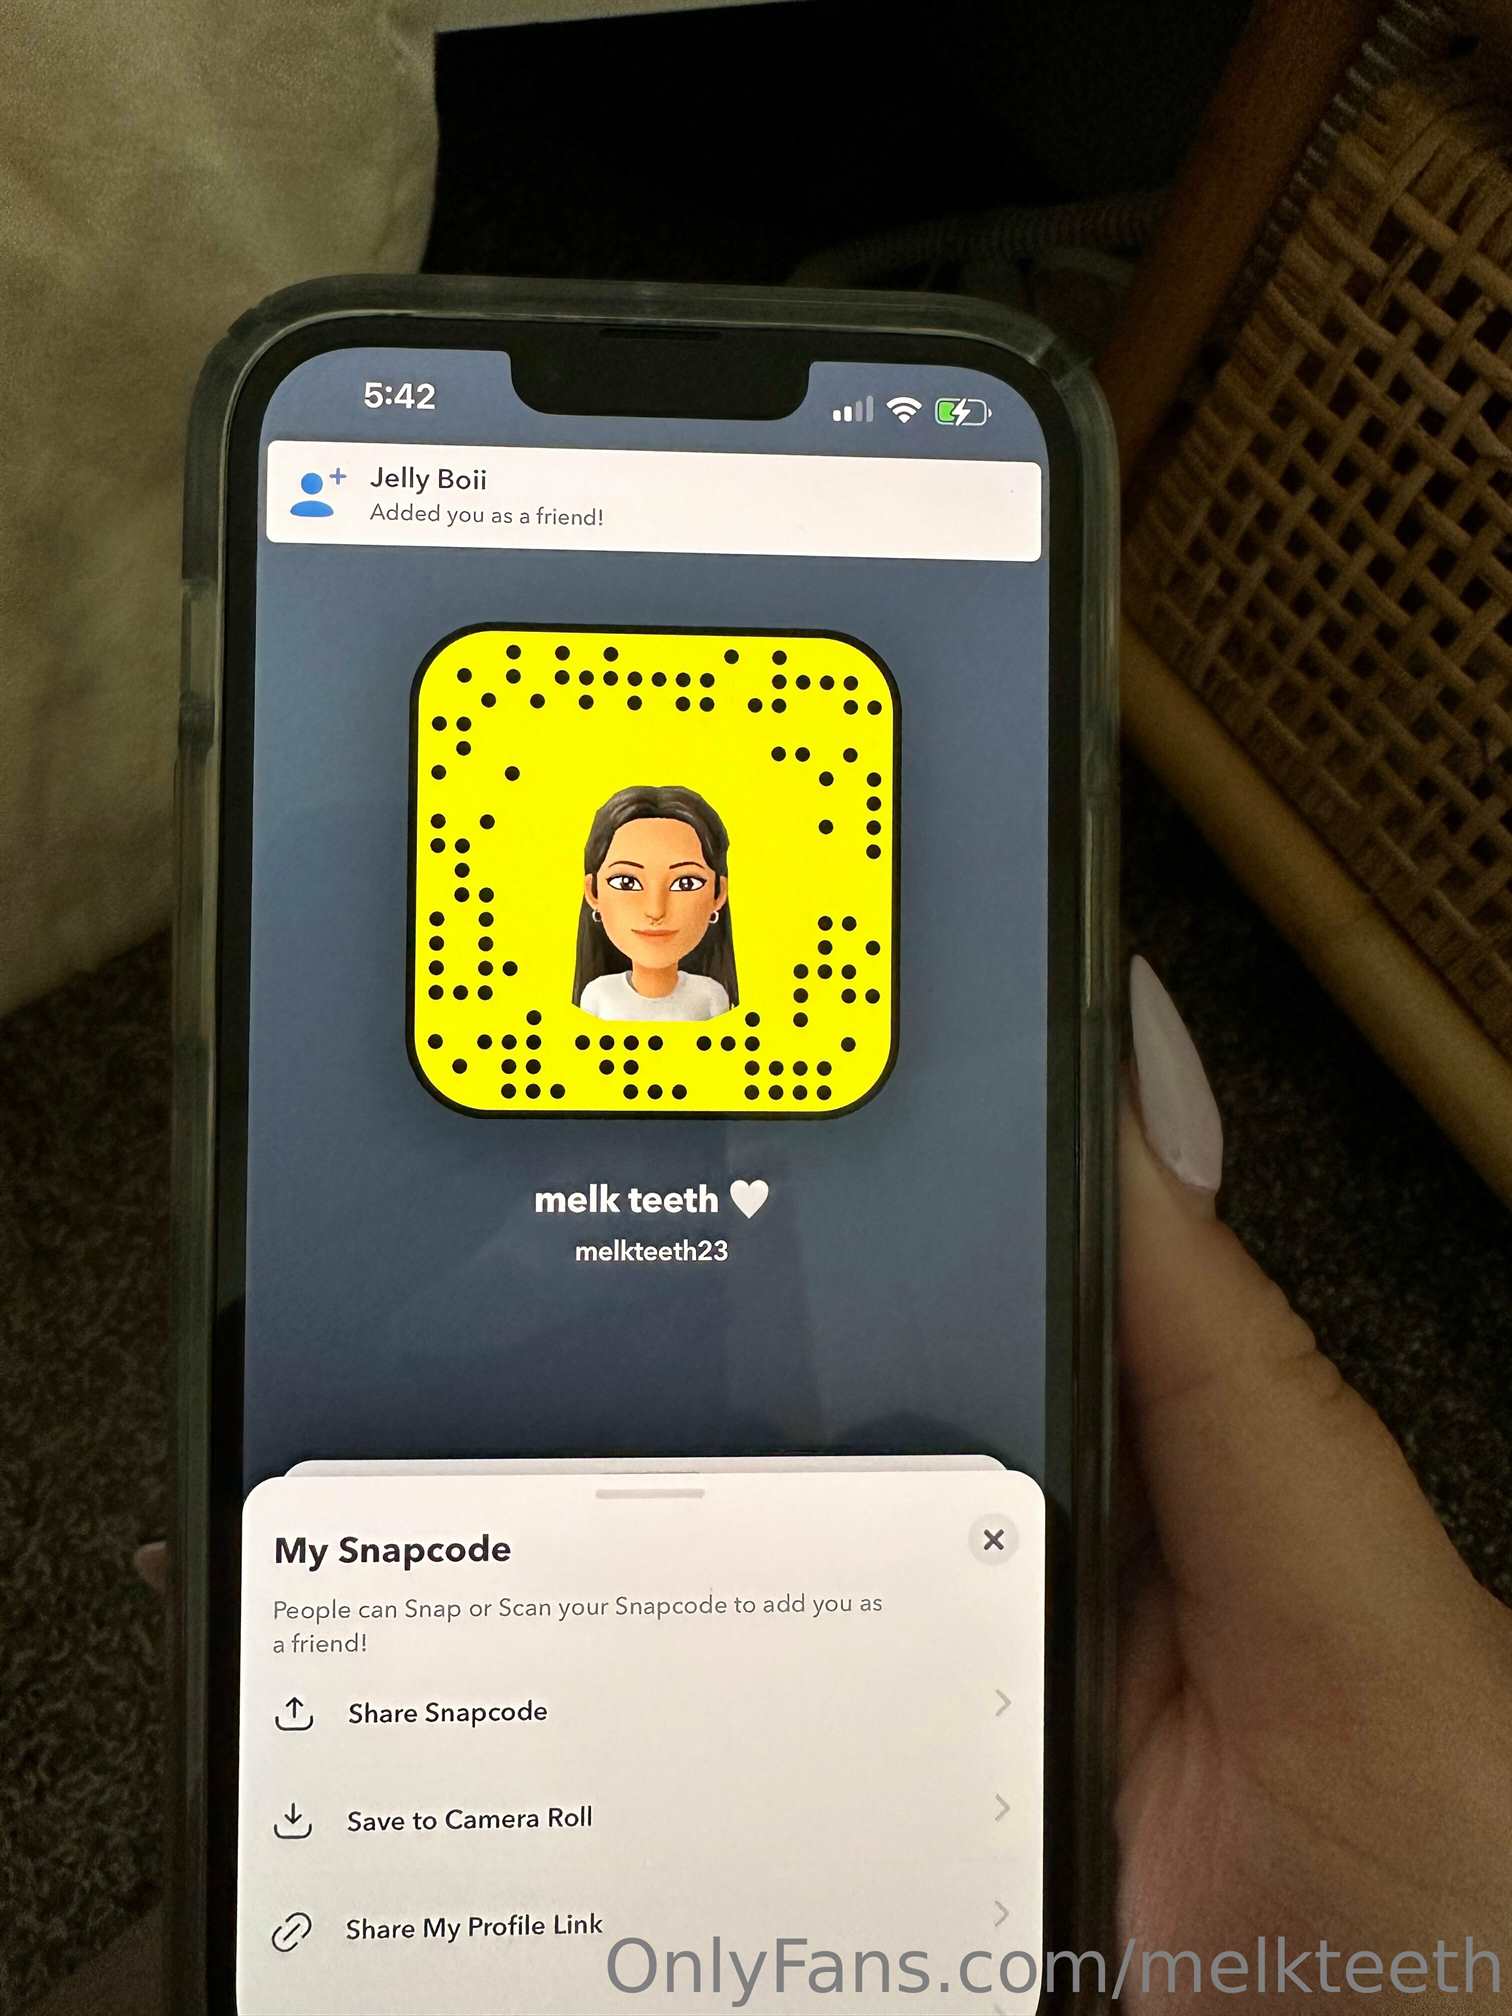 5:42
Jelly Boii
Added you as a friend!
melk teeth 🤍
melkteeth23
My Snapcode
People can Snap or Scan your Snapcode to add you as
a friend!
Share Snapcode
Save to Camera Roll
Share My Profile Link
OnlyFans.com/melkteeth